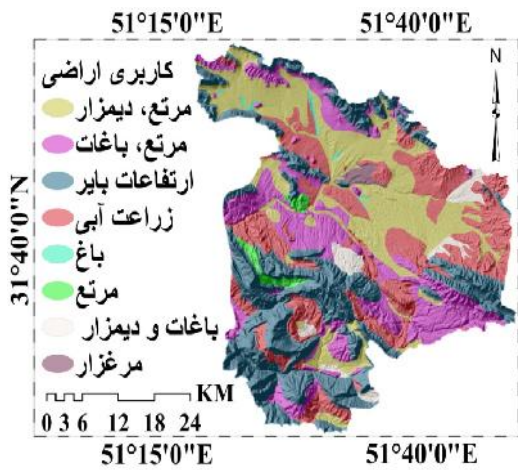 51°15'0"E 51°40'0"E
N
کاربری اراضی
مرتع، دیمزار
مرتع، باغات
ارتفاعات بایر
زراعت آبی
باغ
مرتع
باغات و دیمزار
مرغزار
31°40'0"N
KM
0 3 6 12 18 24
51°15'0"E 51°40'0"E